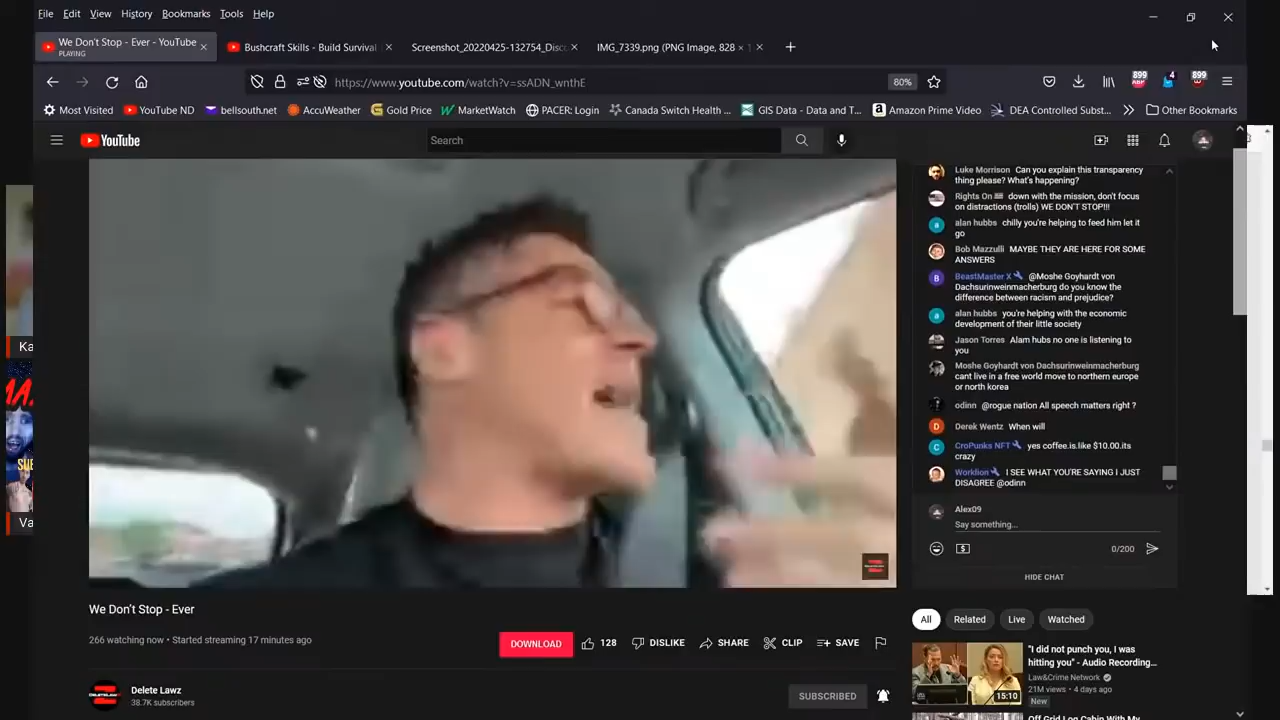 File Edit View History Bookmarks Tools Help
We Don't Stop - Ever - YouTube
PLAYING
Bushcraft Skills - Build Survival
Screenshot_20220425-132754_Disc
IMG_7339.png (PNG Image, 828 × 1
https://www.youtube.com/watch?v=ssADN_wnthE
80%
899
4
899
Most Visited YouTube ND bellsouth.net AccuWeather Gold Price MarketWatch PACER: Login Canada Switch Health ... GIS Data - Data and T... Amazon Prime Video DEA Controlled Subst... Other Bookmarks
YouTube
Search
Luke Morrison Can you explain this transparency
thing please? What's happening?
Rights On down with the mission, don't focus
on distractions (trolls) WE DON'T STOP!!!
alan hubbs chilly you're helping to feed him let it
go
Bob Mazzulli MAYBE THEY ARE HERE FOR SOME
ANSWERS
BeastMaster X @Moshe Goyhardt von
Dachsurinweinmacherburg do you know the
difference between racism and prejudice?
alan hubbs you're helping with the economic
development of their little society
Jason Torres Alam hubs no one is listening to
you
Moshe Goyhardt von Dachsurinweinmacherburg
cant live in a free world move to northern europe
or north korea
odinn @rogue nation All speech matters right ?
Derek Wentz When will
CroPunks NFT yes coffee.is.like $10.00.its
crazy
Worklion I SEE WHAT YOU'RE SAYING I JUST
DISAGREE @odinn
Alex09
Say something...
0/200
HIDE CHAT
Ka
Va
We Don't Stop - Ever
266 watching now • Started streaming 17 minutes ago
DOWNLOAD
128
DISLIKE
SHARE
CLIP
SAVE
Delete Lawz
38.7K subscribers
SUBSCRIBED
All Related Live Watched
"I did not punch you, I was
hitting you" - Audio Recording...
Law&Crime Network
21M views • 4 days ago
New
15:10
Off Grid Log Cabin With My